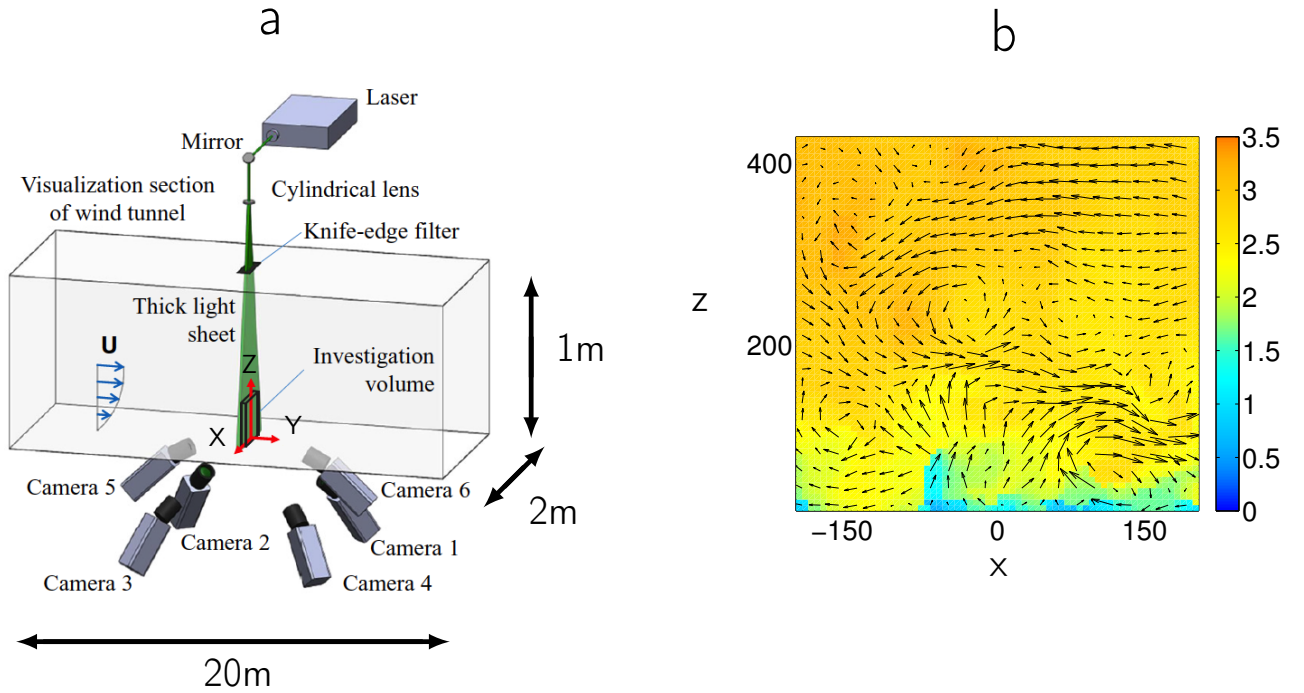 a
Laser
Mirror
Visualization section
of wind tunnel
Cylindrical lens
Knife-edge filter
Thick light
sheet
U
Investigation
volume
Z
X
Y
Camera 5
Camera 6
Camera 2
Camera 1
Camera 3
Camera 4
1m
2m
20m
b
400
200
z
−150
0
150
x
3.5
3
2.5
2
1.5
1
0.5
0